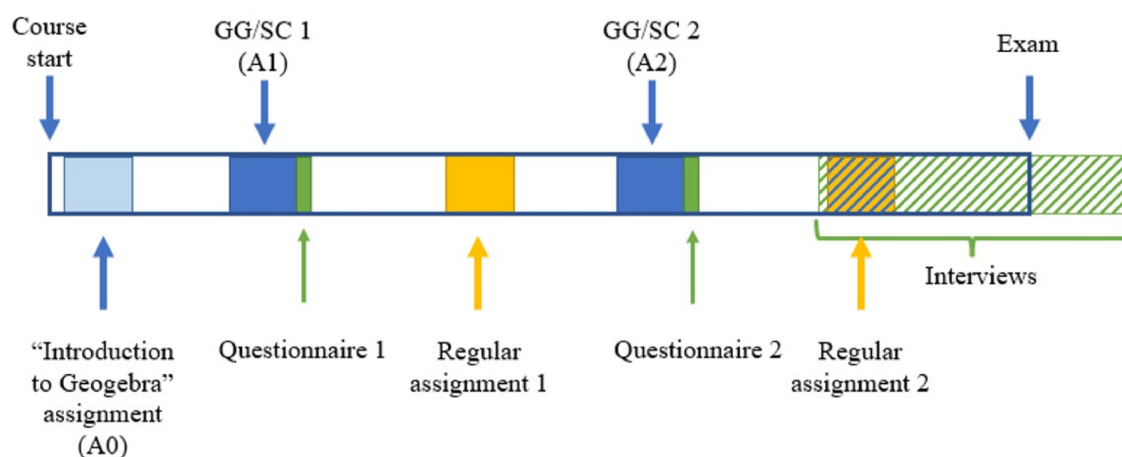 Course
start
GG/SC 1
(A1)
GG/SC 2
(A2)
Exam
Interviews
“Introduction
to Geogebra”
assignment
(A0)
Questionnaire 1
Regular
assignment 1
Questionnaire 2
Regular
assignment 2